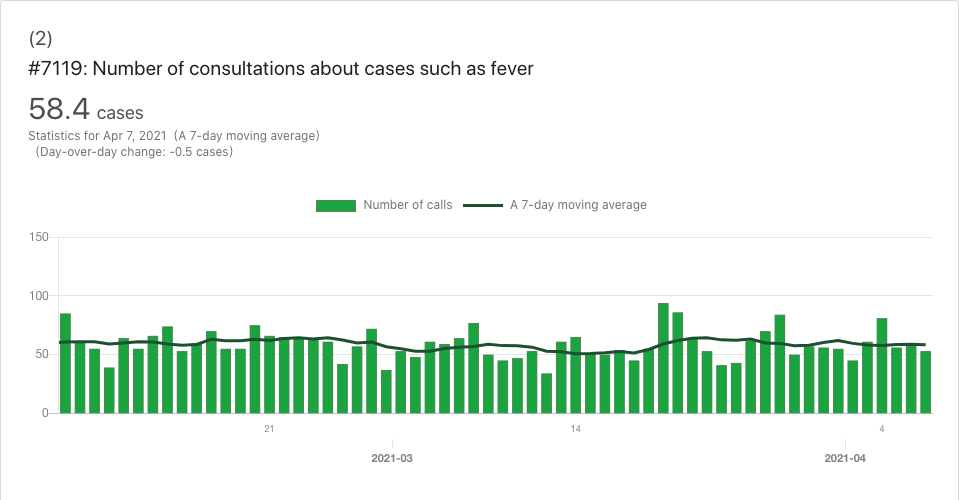 (2)
#7119: Number of consultations about cases such as fever
58.4 cases
Statistics for Apr 7, 2021 (A 7-day moving average)
(Day-over-day change: -0.5 cases)
Number of calls A 7-day moving average
150
100
50
0
21 14 4
2021-03 2021-04